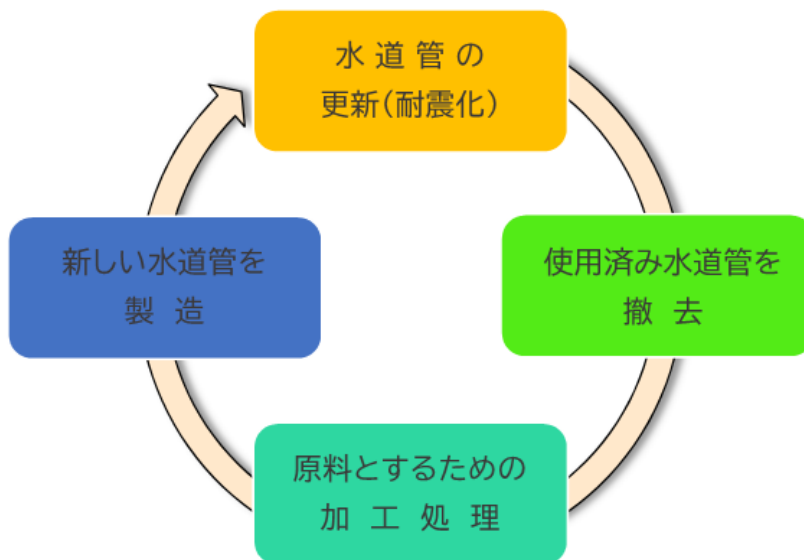 水道管の
更新(耐震化)
使用済み水道管を
撤去
原料とするための
加工処理
新しい水道管を
製造